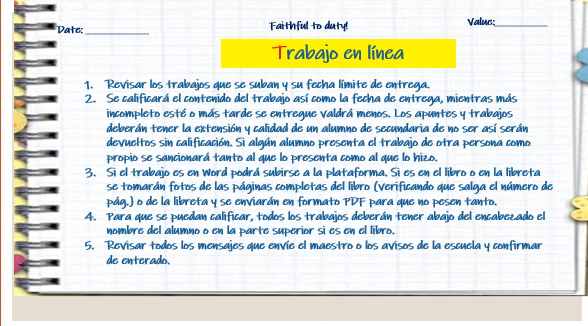 Date:__________ Faithful to duty! Value:__________
Trabajo en línea
1. Revisar los trabajos que se suban y su fecha límite de entrega.
2. Se calificará el contenido del trabajo así como la fecha de entrega, mientras más
incompleto esté o más tarde se entregue valdrá menos. Los apuntes y trabajos
deberán tener la extensión y calidad de un alumno de secundaria de no ser así serán
devueltos sin calificación. Si algún alumno presenta el trabajo de otra persona como
propio se sancionará tanto al que lo presenta como al que lo hizo.
3. Si el trabajo es en Word podrá subirse a la plataforma. Si es en el libro o en la libreta
se tomarán fotos de las páginas completas del libro (verificando que salga el número de
pág.) o de la libreta y se enviarán en formato PDF para que no pesen tanto.
4. Para que se puedan calificar, todos los trabajos deberán tener abajo del encabezado el
nombre del alumno o en la parte superior si es en el libro.
5. Revisar todos los mensajes que envíe el maestro o los avisos de la escuela y confirmar
de enterado.